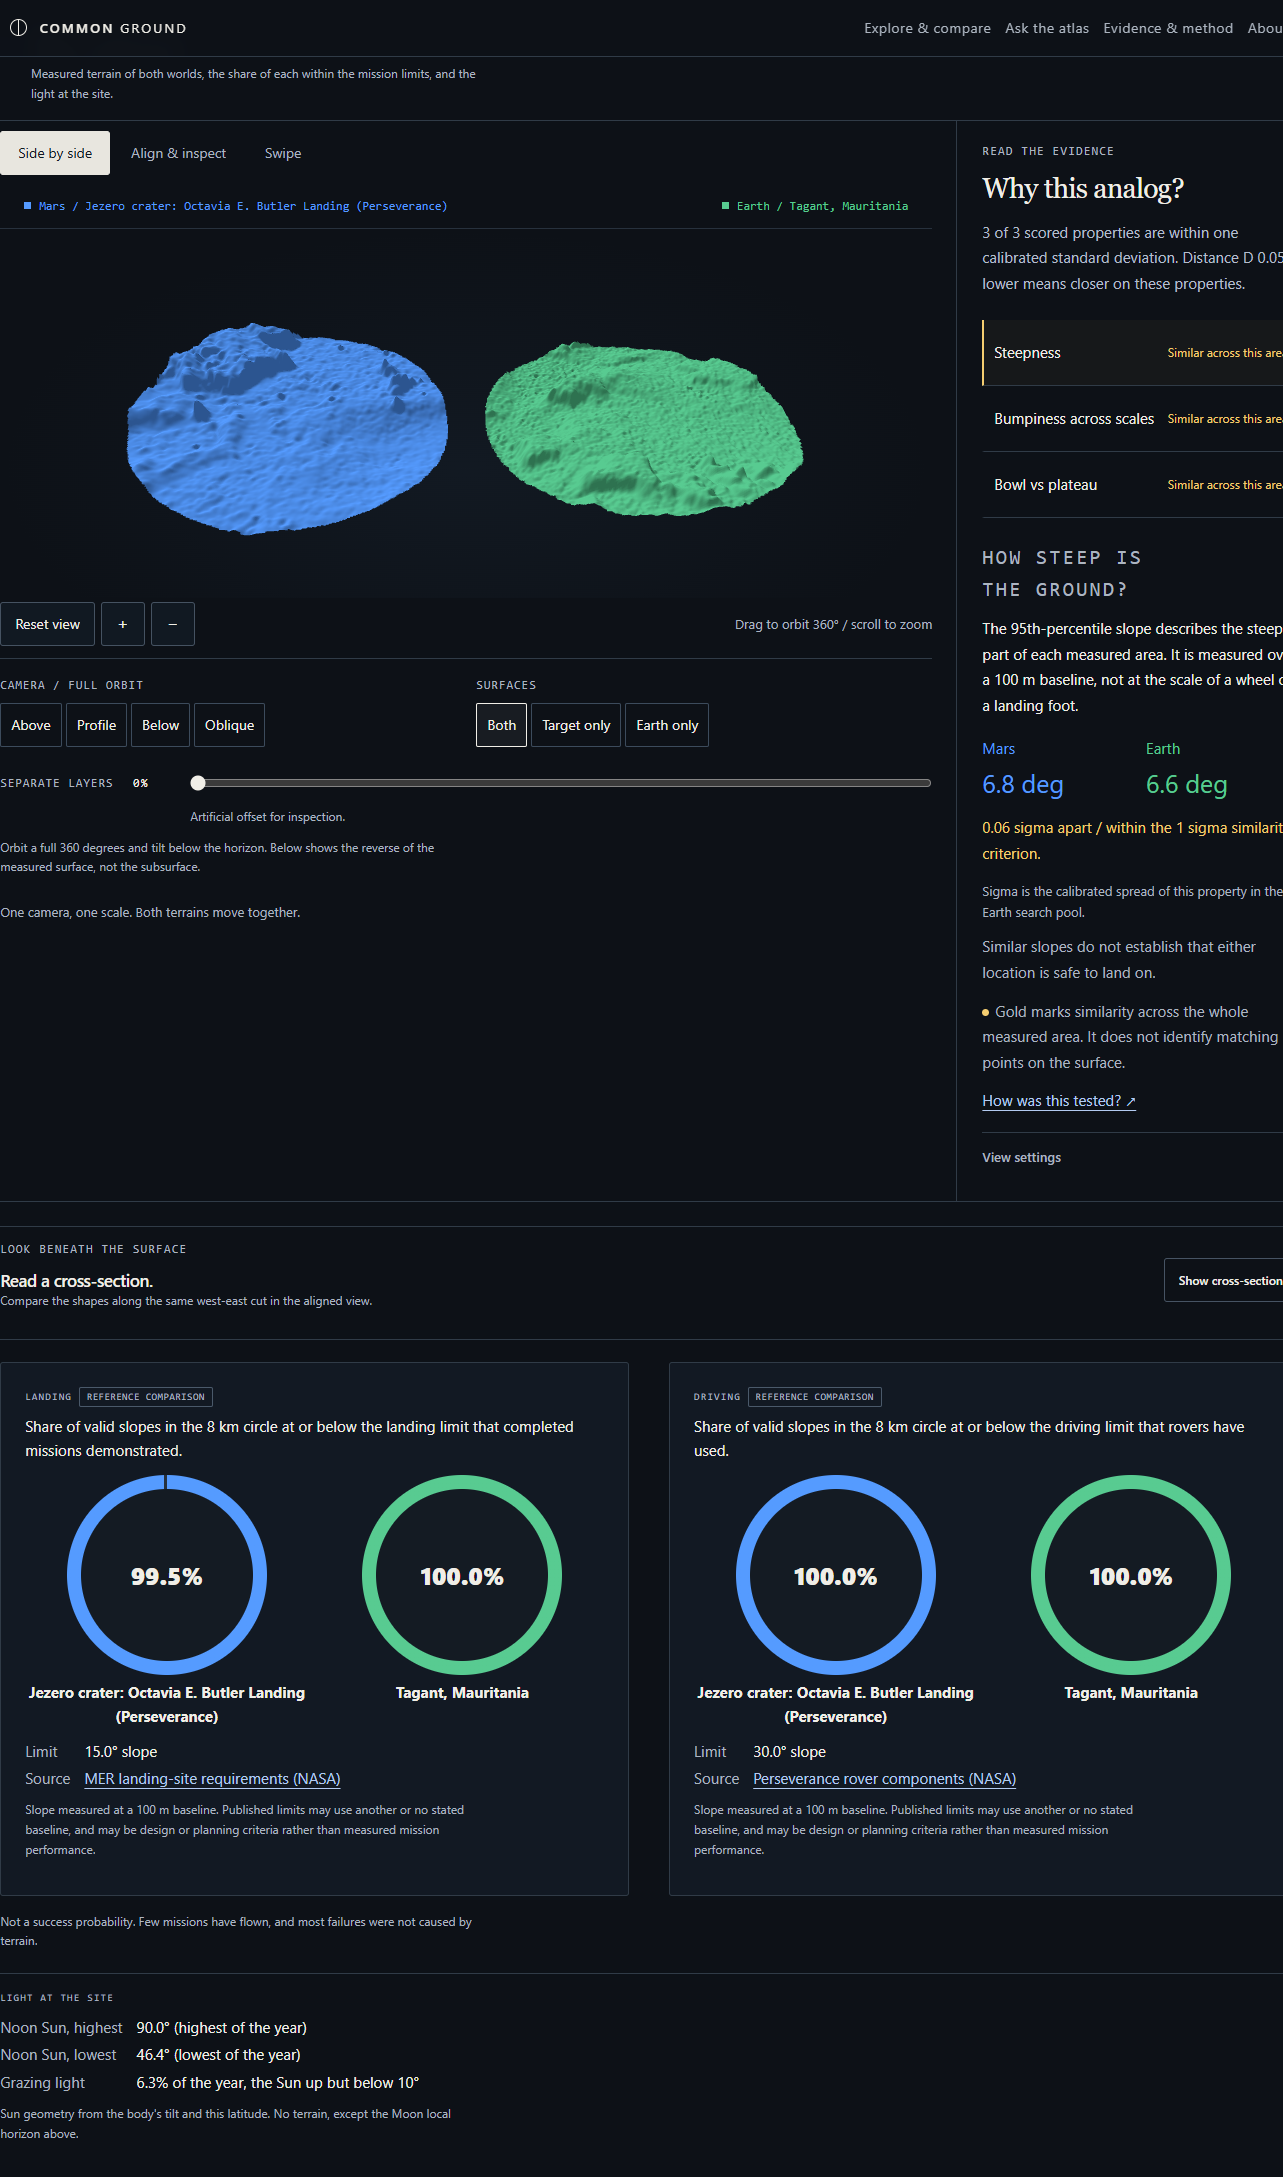 COMMON GROUND
Explore & compare Ask the atlas Evidence & method Abou
Measured terrain of both worlds, the share of each within the mission limits, and the
light at the site.
Side by side Align & inspect Swipe
Mars / Jezero crater: Octavia E. Butler Landing (Perseverance)
Earth / Tagant, Mauritania
Reset view + −
Drag to orbit 360° / scroll to zoom
CAMERA / FULL ORBIT
Above Profile Below Oblique
SURFACES
Both Target only Earth only
SEPARATE LAYERS 0%
Artificial offset for inspection.
Orbit a full 360 degrees and tilt below the horizon. Below shows the reverse of the
measured surface, not the subsurface.
One camera, one scale. Both terrains move together.
READ THE EVIDENCE
Why this analog?
3 of 3 scored properties are within one
calibrated standard deviation. Distance D 0.05
lower means closer on these properties.
Steepness Similar across this are
Bumpiness across scales Similar across this are
Bowl vs plateau Similar across this are
HOW STEEP IS
THE GROUND?
The 95th-percentile slope describes the steep
part of each measured area. It is measured ov
a 100 m baseline, not at the scale of a wheel o
a landing foot.
Mars Earth
6.8 deg 6.6 deg
0.06 sigma apart / within the 1 sigma similarit
criterion.
Sigma is the calibrated spread of this property in the
Earth search pool.
Similar slopes do not establish that either
location is safe to land on.
Gold marks similarity across the whole
measured area. It does not identify matching
points on the surface.
How was this tested? ↗
View settings
LOOK BENEATH THE SURFACE
Read a cross-section.
Compare the shapes along the same west-east cut in the aligned view.
Show cross-section
LANDING REFERENCE COMPARISON
Share of valid slopes in the 8 km circle at or below the landing limit that completed
missions demonstrated.
99.5% 100.0%
Jezero crater: Octavia E. Butler Landing
(Perseverance)
Tagant, Mauritania
Limit 15.0° slope
Source MER landing-site requirements (NASA)
Slope measured at a 100 m baseline. Published limits may use another or no stated
baseline, and may be design or planning criteria rather than measured mission
performance.
DRIVING REFERENCE COMPARISON
Share of valid slopes in the 8 km circle at or below the driving limit that rovers have
used.
100.0% 100.0%
Jezero crater: Octavia E. Butler Landing
(Perseverance)
Tagant, Mauritania
Limit 30.0° slope
Source Perseverance rover components (NASA)
Slope measured at a 100 m baseline. Published limits may use another or no stated
baseline, and may be design or planning criteria rather than measured mission
performance.
Not a success probability. Few missions have flown, and most failures were not caused by
terrain.
LIGHT AT THE SITE
Noon Sun, highest 90.0° (highest of the year)
Noon Sun, lowest 46.4° (lowest of the year)
Grazing light 6.3% of the year, the Sun up but below 10°
Sun geometry from the body's tilt and this latitude. No terrain, except the Moon local
horizon above.